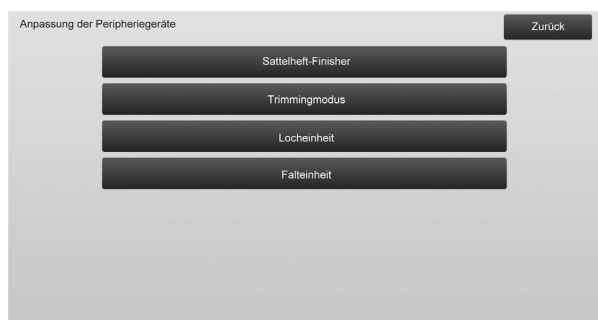 Anpassung der Peripheriegeräte
Zurück
Sattelheft-Finisher
Trimmingmodus
Locheinheit
Falteinheit